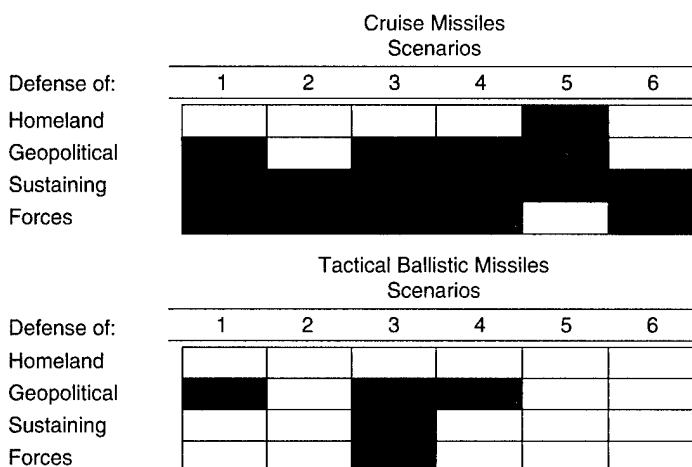 Cruise Missiles
Scenarios
Defense of: 1 2 3 4 5 6
Homeland
Geopolitical
Sustaining
Forces
Tactical Ballistic Missiles
Scenarios
Defense of: 1 2 3 4 5 6
Homeland
Geopolitical
Sustaining
Forces